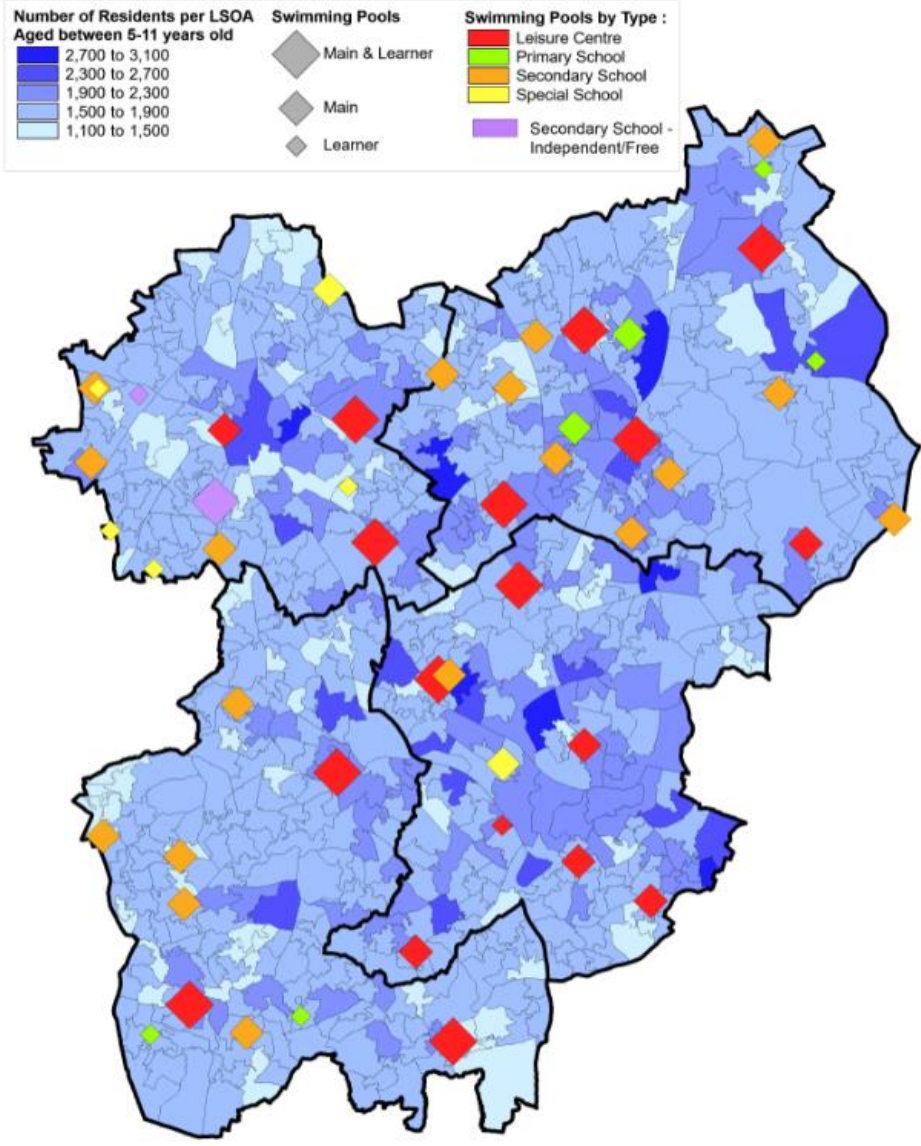 Number of Residents per LSOA
Aged between 5-11 years old
2,700 to 3,100
2,300 to 2,700
1,900 to 2,300
1,500 to 1,900
1,100 to 1,500
Swimming Pools
Main & Learner
Main
Learner
Swimming Pools by Type :
Leisure Centre
Primary School
Secondary School
Special School
Secondary School -
Independent/Free